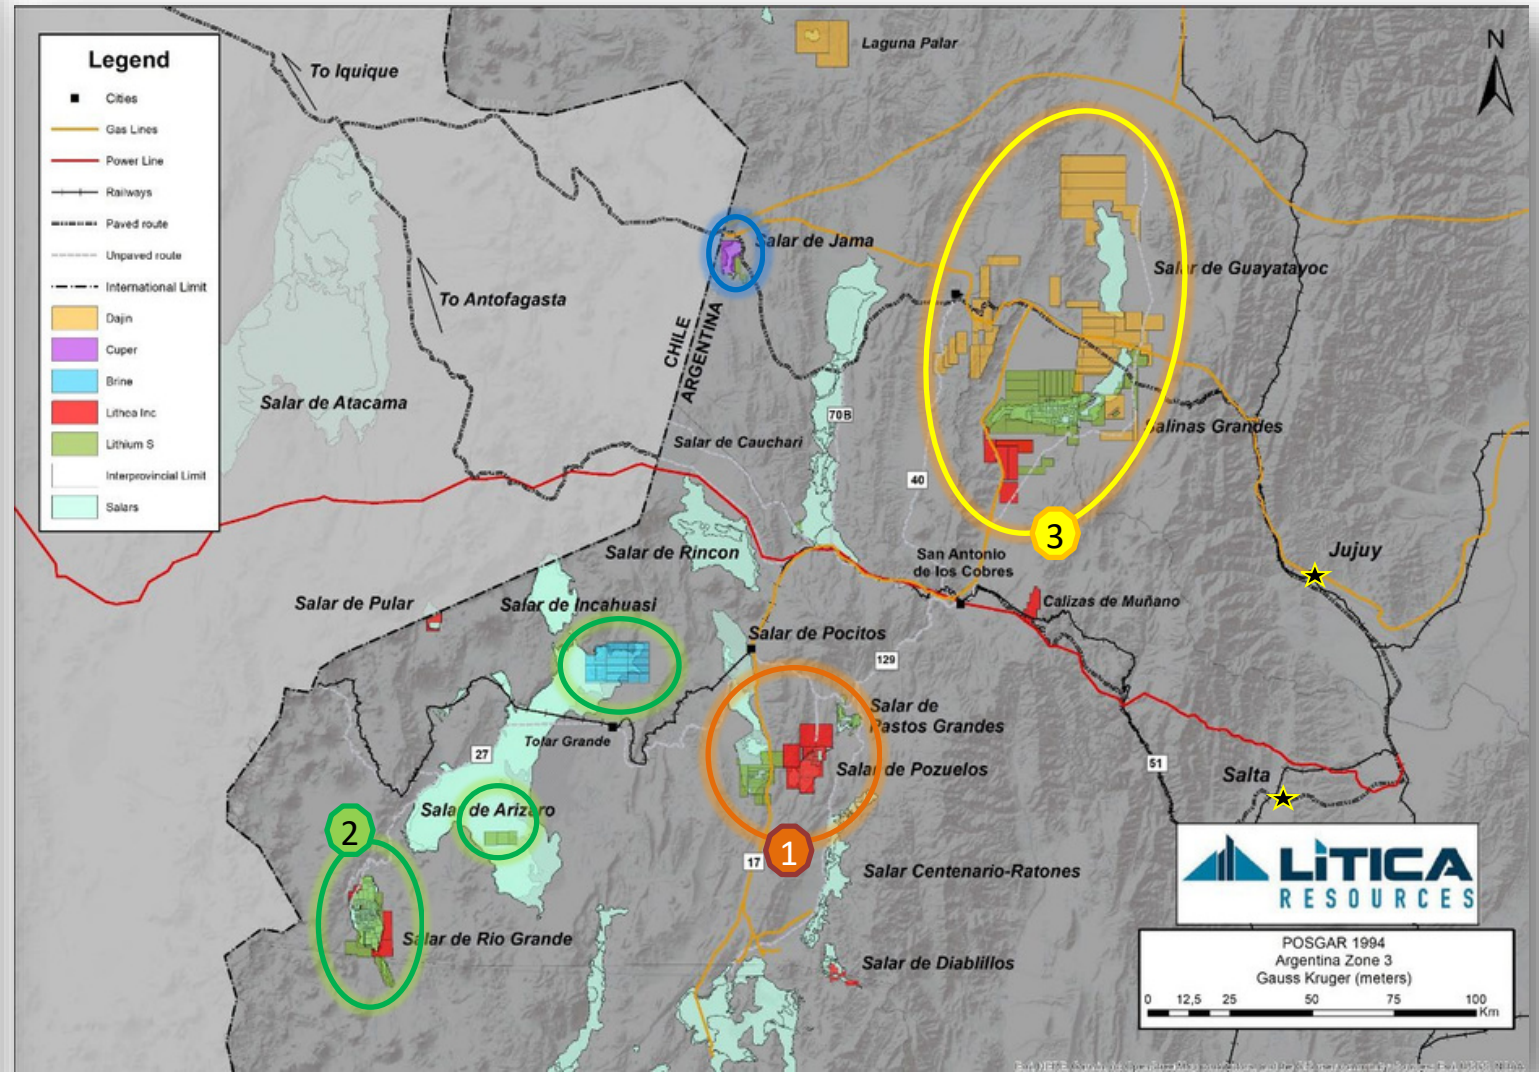 Legend
Cities
Gas Lines
Power Line
Railways
Paved route
Unpaved route
International Limit
Dajin
Cuper
Brine
Lithea Inc
Lithium S
Interprovincial Limit
Salars
To Iquique
Laguna Palar
N
To Antofagasta
Salar de Jama
Salar de Guayatayoc
CHILE
ARGENTINA
Salar de Atacama
70B
Salinas Grandes
Salar de Cauchari
40
3
Salar de Rincon
San Antonio
de los Cobres
Jujuy
Salar de Pular
Salar de Incahuasi
Calizas de Muñano
Salar de Pocitos
129
Salar de
Pastos Grandes
Tolar Grande
27
Salar de Pozuelos
51
Salta
Salar de Arizaro
2
1
17
Salar Centenario-Ratones
LiTICA
RESOURCES
Salar de Rio Grande
Salar de Diablillos
POSGAR 1994
Argentina Zone 3
Gauss Kruger (meters)
0 12,5 25 50 75 100
Km